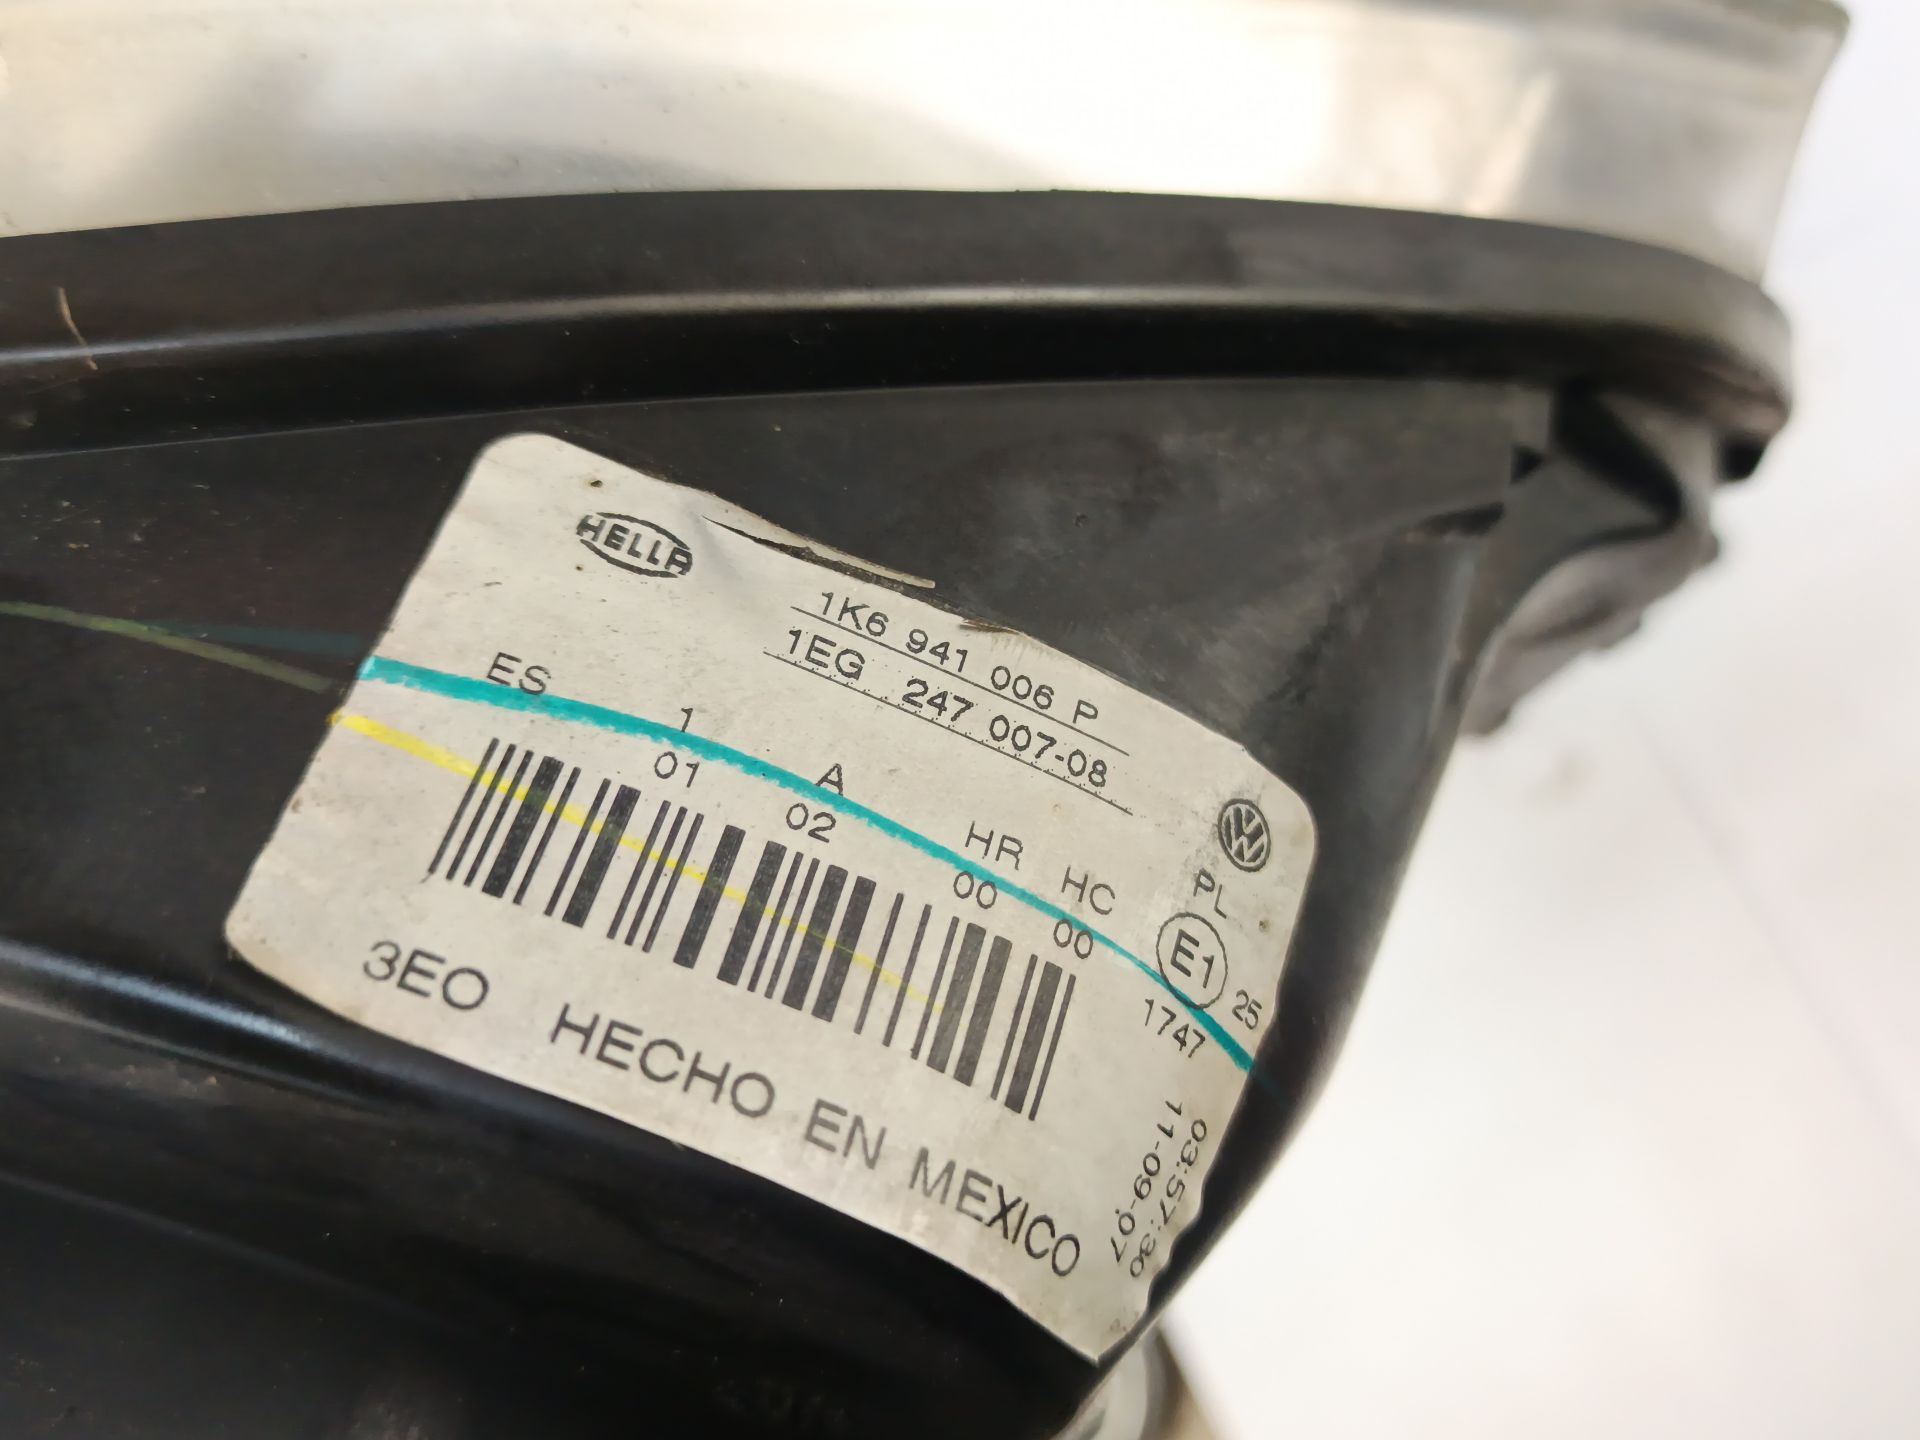 HELLA
1K6 941 006 P
1EG 247 007-08
ES 1 A HR HC
01 02 00 00
PL
E1
25
1747
03:57:30
11-09-07
3EO HECHO EN MEXICO